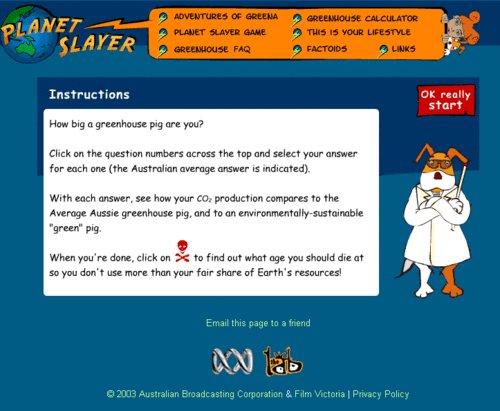 PLANET SLAYER
ADVENTURES OF GREENA
GREENHOUSE CALCULATOR
PLANET SLAYER GAME
THIS IS YOUR LIFESTYLE
GREENHOUSE FAQ
FACTOIDS
LINKS
Instructions
OK really
start
How big a greenhouse pig are you?
Click on the question numbers across the top and select your answer
for each one (the Australian average answer is indicated).
With each answer, see how your CO₂ production compares to the
Average Aussie greenhouse pig, and to an environmentally-sustainable
"green" pig.
When you're done, click on to find out what age you should die at
so you don't use more than your fair share of Earth's resources!
Email this page to a friend
the lab
© 2003 Australian Broadcasting Corporation & Film Victoria | Privacy Policy